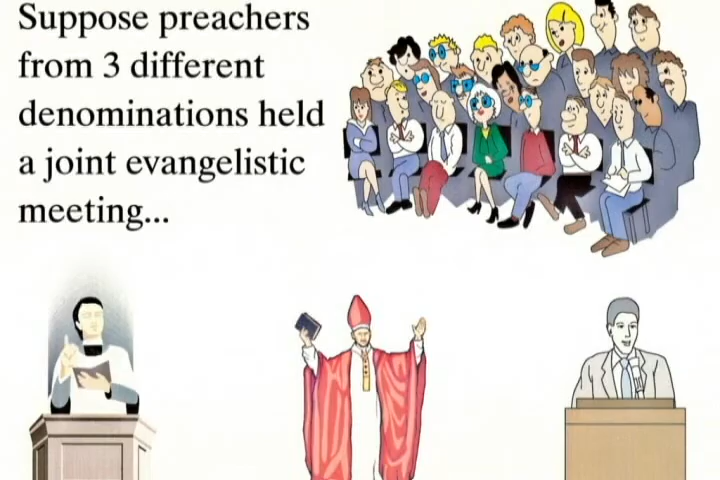 Suppose preachers
from 3 different
denominations held
a joint evangelistic
meeting...